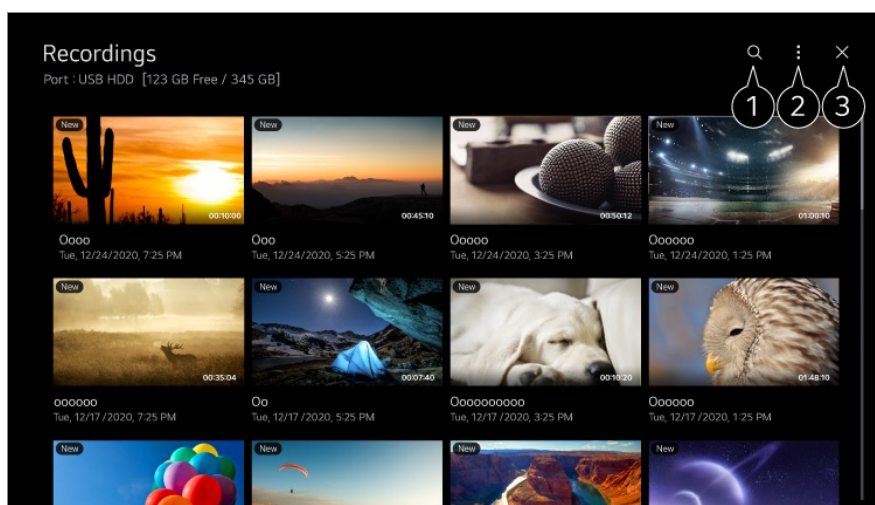 Recordings
Port : USB HDD [123 GB Free / 345 GB]
1 2 3
New New New New
00:10:00 00:45:10 00:50:12 01:00:10
Oooo Ooo Ooooo Oooooo
Tue, 12/24/2020, 7:25 PM Tue, 12/24/2020, 5:25 PM Tue, 12/24/2020, 3:25 PM Tue, 12/24/2020, 1:25 PM
New New New New
00:35:04 00:07:40 00:10:20 01:48:10
oooooo Oo Oooooooooo Oooooo
Tue, 12/17 /2020, 7:25 PM Tue, 12/17 /2020, 5:25 PM Tue, 12/17 /2020, 3:25 PM Tue, 12/17 /2020, 1:25 PM
New New New New